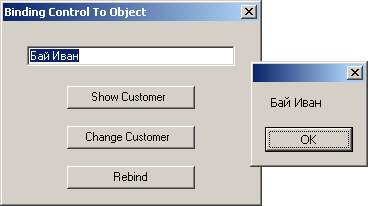 Binding Control To Object
Бай Иван
Show Customer
Change Customer
Rebind
Бай Иван
OK